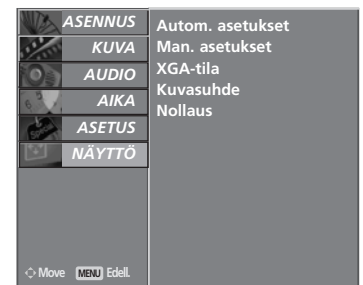 ASENNUS
KUVA
AUDIO
AIKA
ASETUS
NÄYTTÖ
Autom. asetukset
Man. asetukset
XGA-tila
Kuvasuhde
Nollaus
Move MENU Edell.